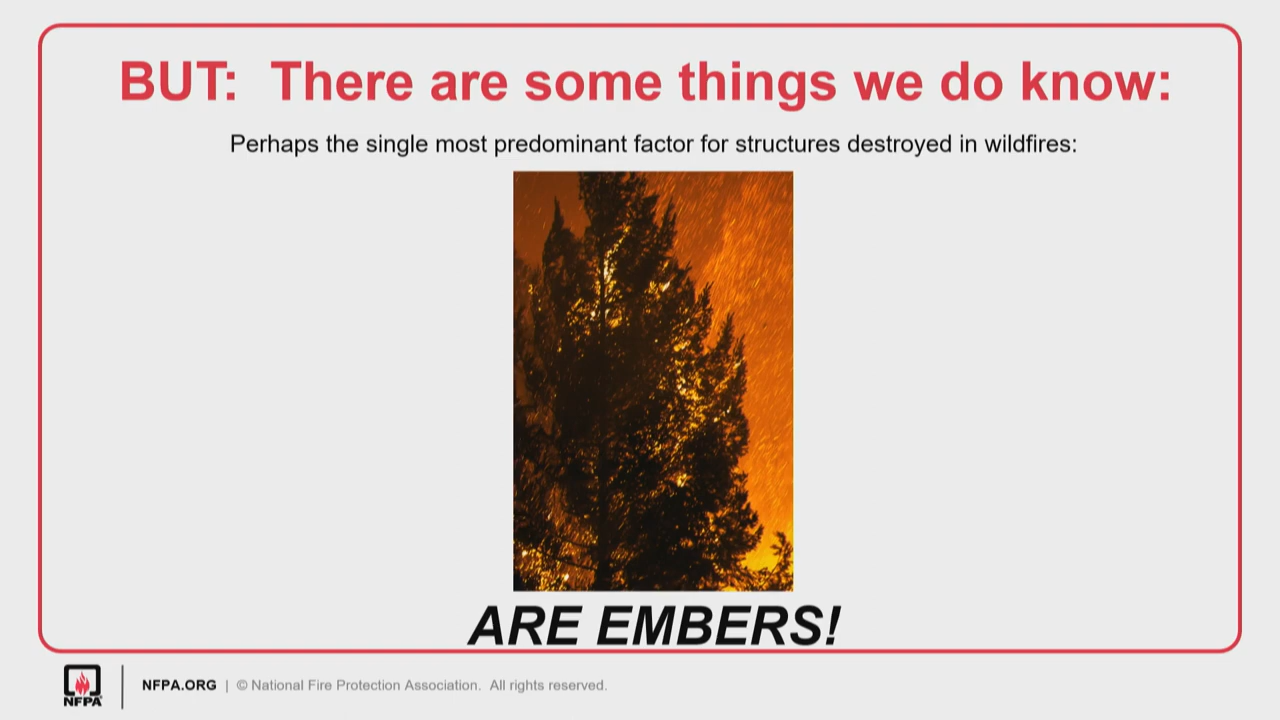 BUT: There are some things we do know:
Perhaps the single most predominant factor for structures destroyed in wildfires:
ARE EMBERS!
NFPA
NFPA.ORG | © National Fire Protection Association. All rights reserved.